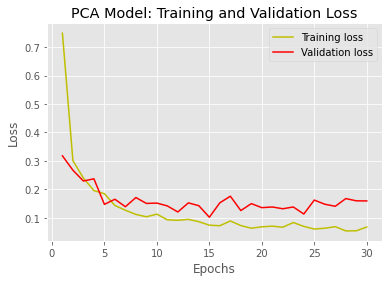 PCA Model: Training and Validation Loss
Training loss
Validation loss
Loss
0.7
0.6
0.5
0.4
0.3
0.2
0.1
0
5
10
15
20
25
30
Epochs